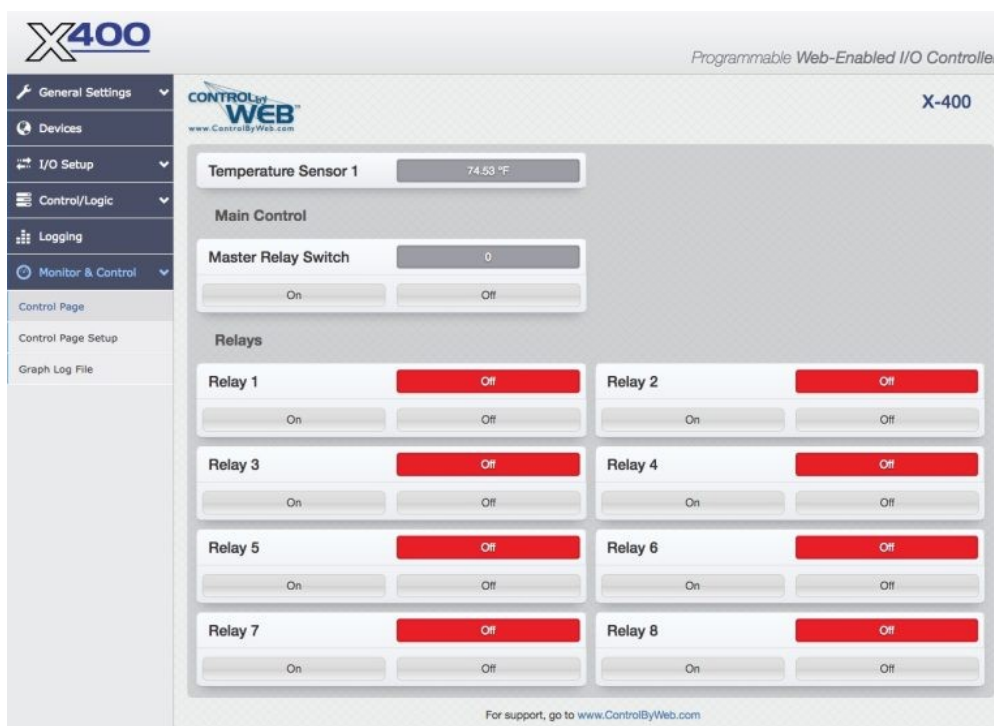 X400
Programmable Web-Enabled I/O Controlle
General Settings
Devices
I/O Setup
Control/Logic
Logging
Monitor & Control
Control Page
Control Page Setup
Graph Log File
CONTROLby
WEB™
www.ControlByWeb.com
X-400
Temperature Sensor 1 74.53 °F
Main Control
Master Relay Switch 0
On Off
Relays
Relay 1 Off Relay 2 Off
On Off On Off
Relay 3 Off Relay 4 Off
On Off On Off
Relay 5 Off Relay 6 Off
On Off On Off
Relay 7 Off Relay 8 Off
On Off On Off
For support, go to www.ControlByWeb.com